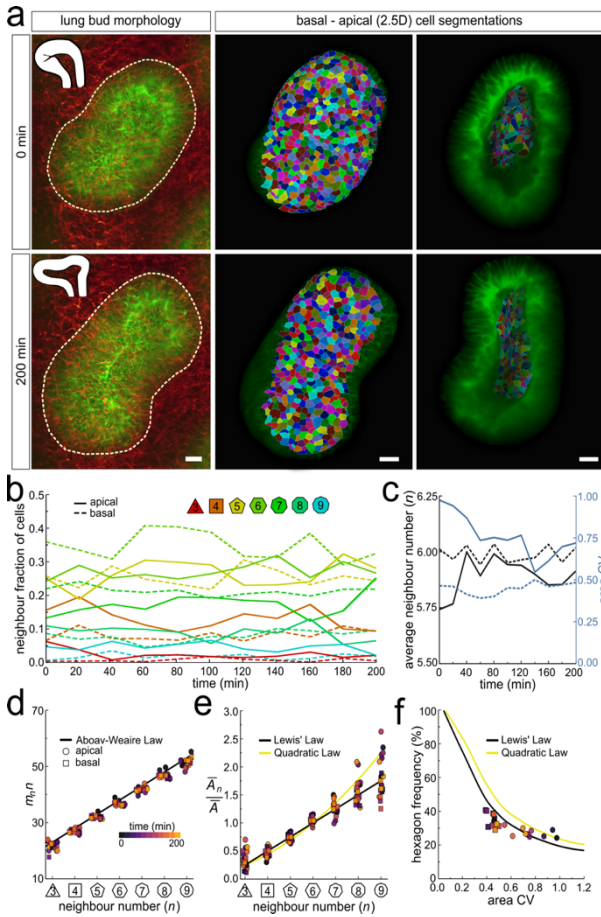 a
lung bud morphology
basal - apical (2.5D) cell segmentations
0 min
200 min
b
apical
basal
3 4 5 6 7 8 9
neighbour fraction of cells
0.5
0.4
0.3
0.2
0.1
0.0
0 20 40 60 80 100 120 140 160 180 200
time (min)
c
average neighbour number (n)
6.25
6.00
5.75
5.50
1.00
0.75
0.50
0.25
0.00
0 40 80 120 160 200
time (min)
d
Aboav-Weaire Law
apical
basal
mₙn
70
50
30
10
time (min)
0 200
3 4 5 6 7 8 9
neighbour number (n)
e
Lewis' Law
Quadratic Law
Āₙ
Ā
3.0
2.5
2.0
1.5
1.0
0.5
0.0
3 4 5 6 7 8 9
neighbour number (n)
f
Lewis' Law
Quadratic Law
hexagon frequency (%)
100
80
60
40
20
0
0.0 0.2 0.4 0.6 0.8 1.0 1.2
area CV